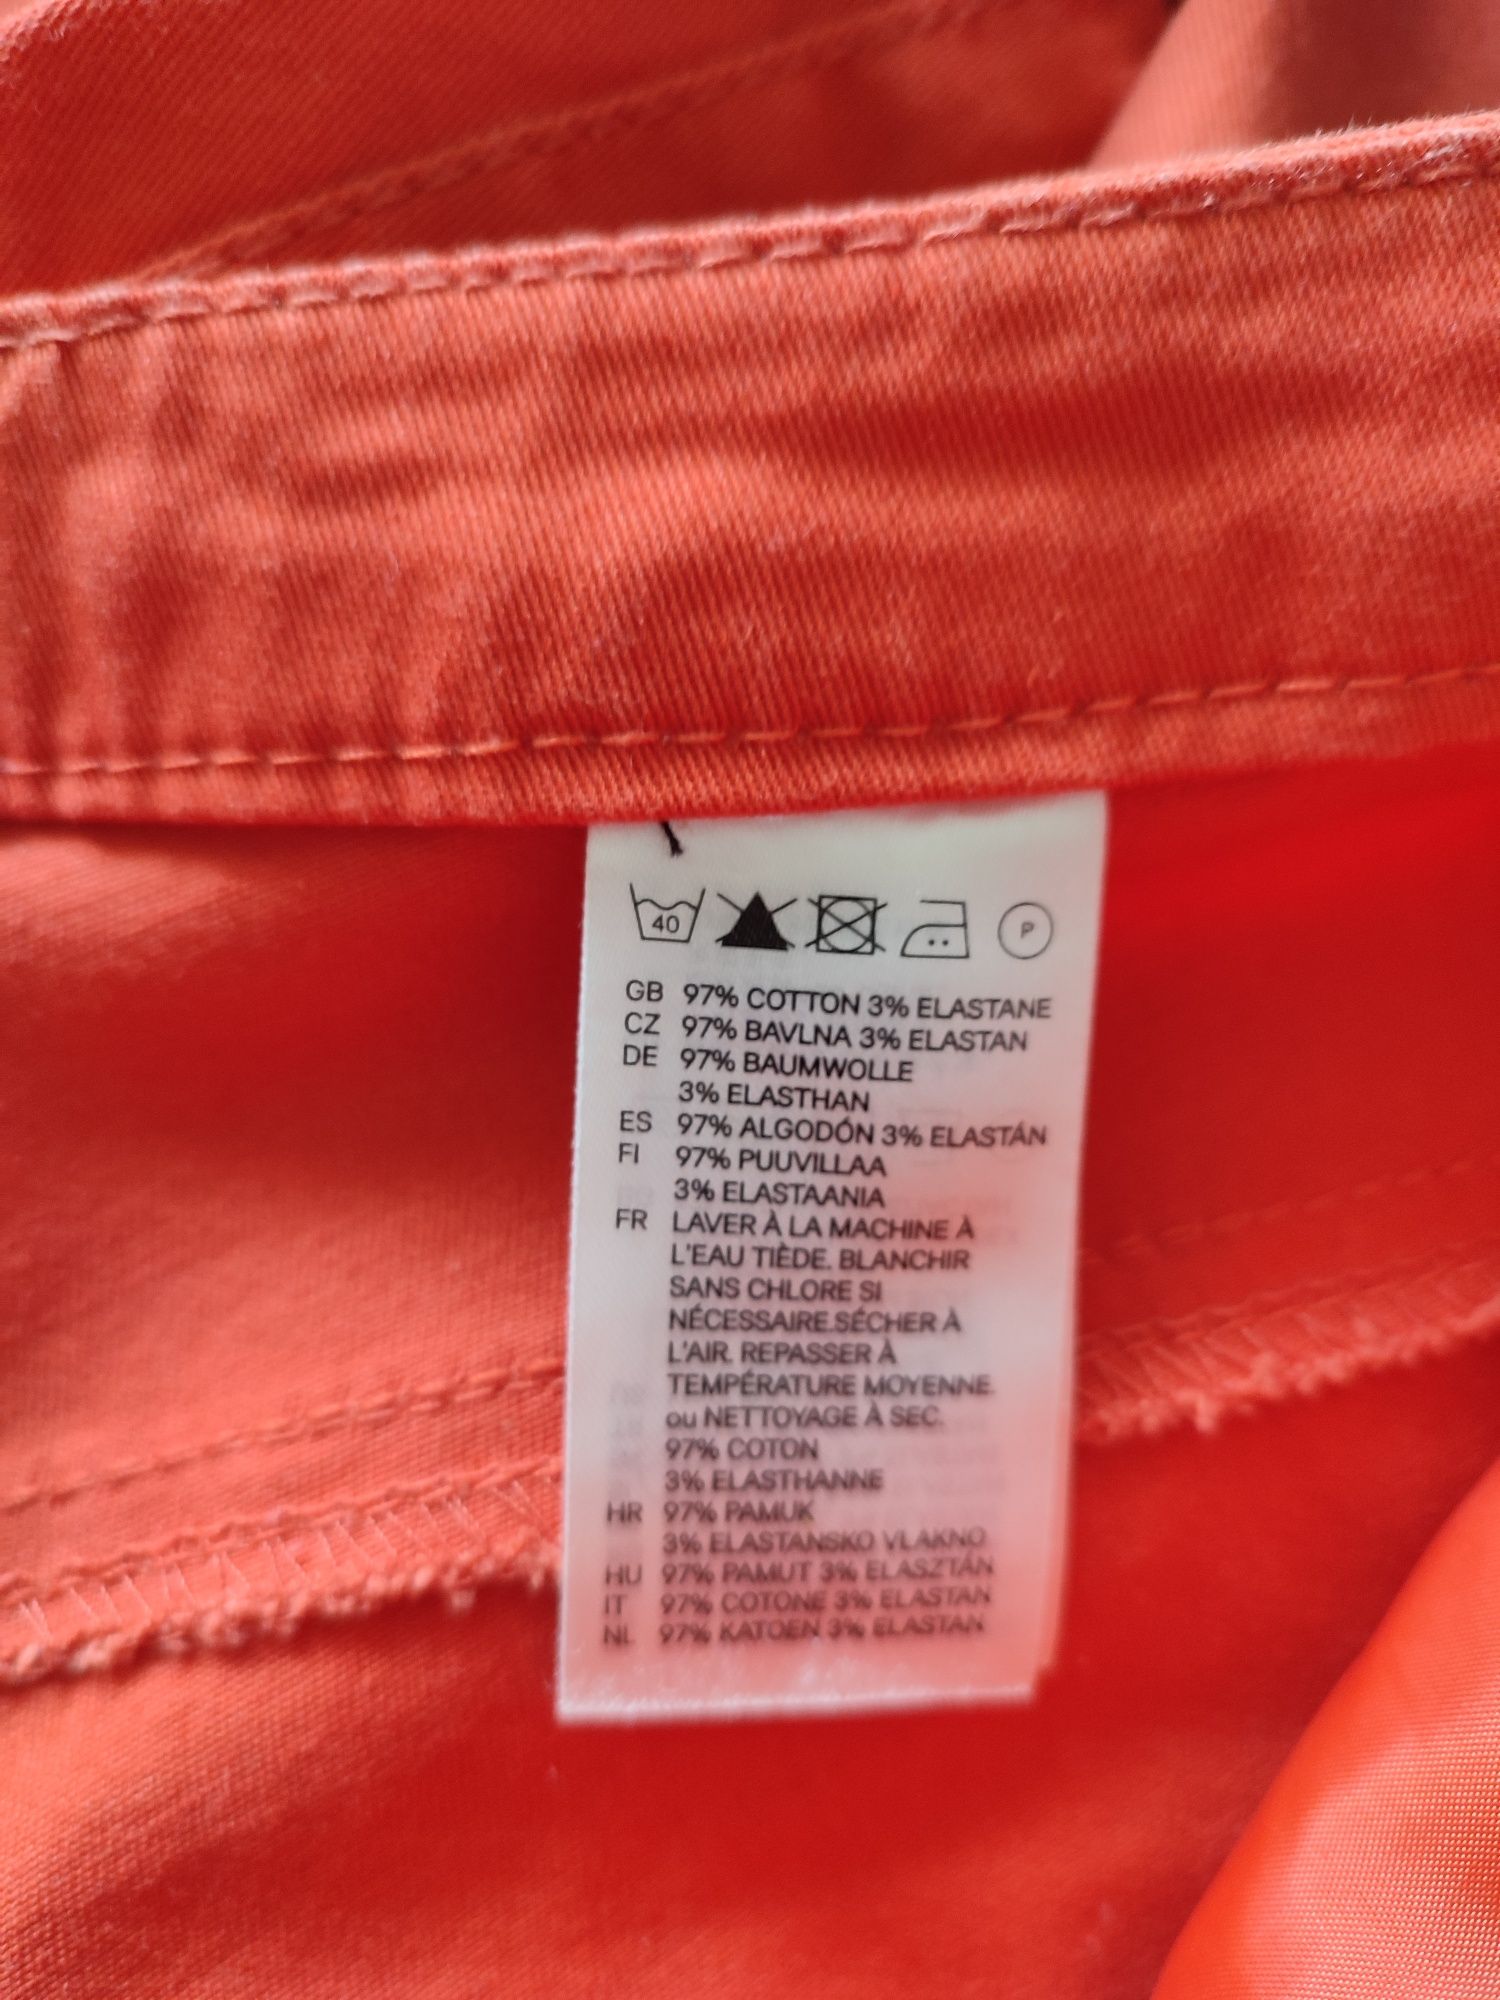 40 P
GB 97% COTTON 3% ELASTANE
CZ 97% BAVLNA 3% ELASTAN
DE 97% BAUMWOLLE
3% ELASTHAN
ES 97% ALGODÓN 3% ELASTÁN
FI 97% PUUVILLAA
3% ELASTAANIA
FR LAVER À LA MACHINE À
L'EAU TIÈDE. BLANCHIR
SANS CHLORE SI
NÉCESSAIRE.SÉCHER À
L'AIR. REPASSER À
TEMPÉRATURE MOYENNE.
ou NETTOYAGE À SEC.
97% COTON
3% ELASTHANNE
HR 97% PAMUK
3% ELASTANSKO VLAKNO
HU 97% PAMUT 3% ELASZTÁN
IT 97% COTONE 3% ELASTAN
NL 97% KATOEN 3% ELASTAN